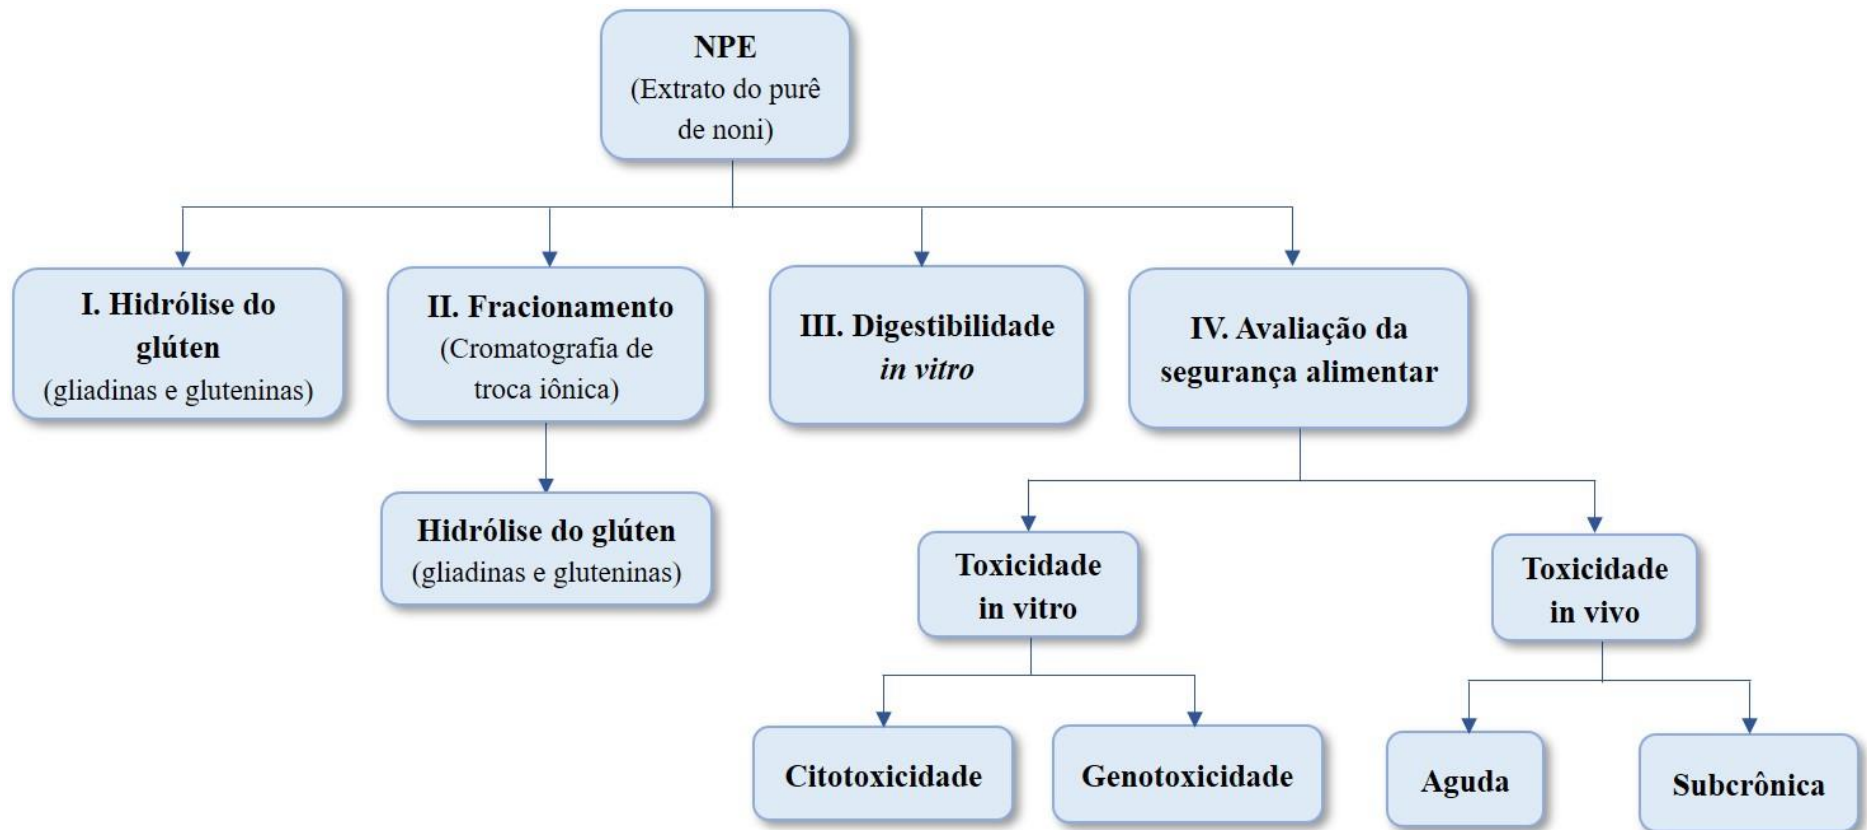 NPE
(Extrato do purê
de noni)
I. Hidrólise do
glúten
(gliadinas e gluteninas)
II. Fracionamento
(Cromatografia de
troca iônica)
III. Digestibilidade
in vitro
IV. Avaliação da
segurança alimentar
Hidrólise do glúten
(gliadinas e gluteninas)
Toxicidade
in vitro
Toxicidade
in vivo
Citotoxicidade
Genotoxicidade
Aguda
Subcrônica